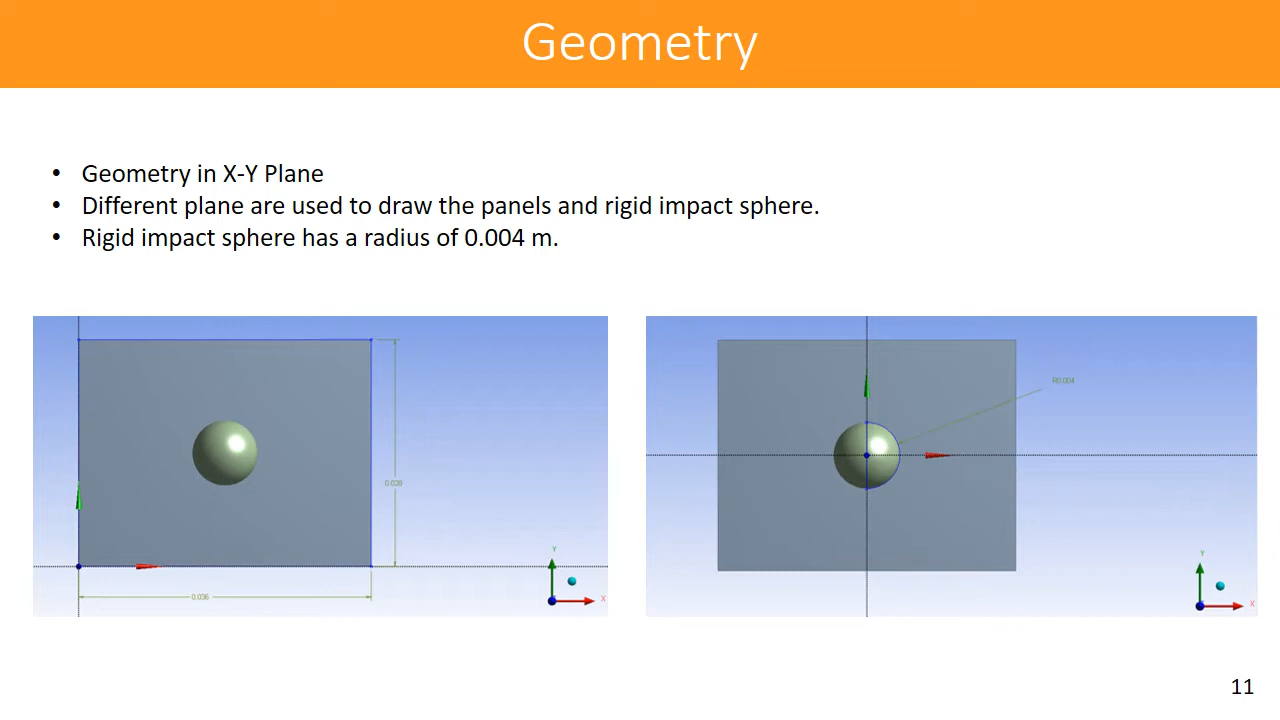 Geometry
• Geometry in X-Y Plane
• Different plane are used to draw the panels and rigid impact sphere.
• Rigid impact sphere has a radius of 0.004 m.
R0.004
0.028
0.036
Y
X
Y
X
11